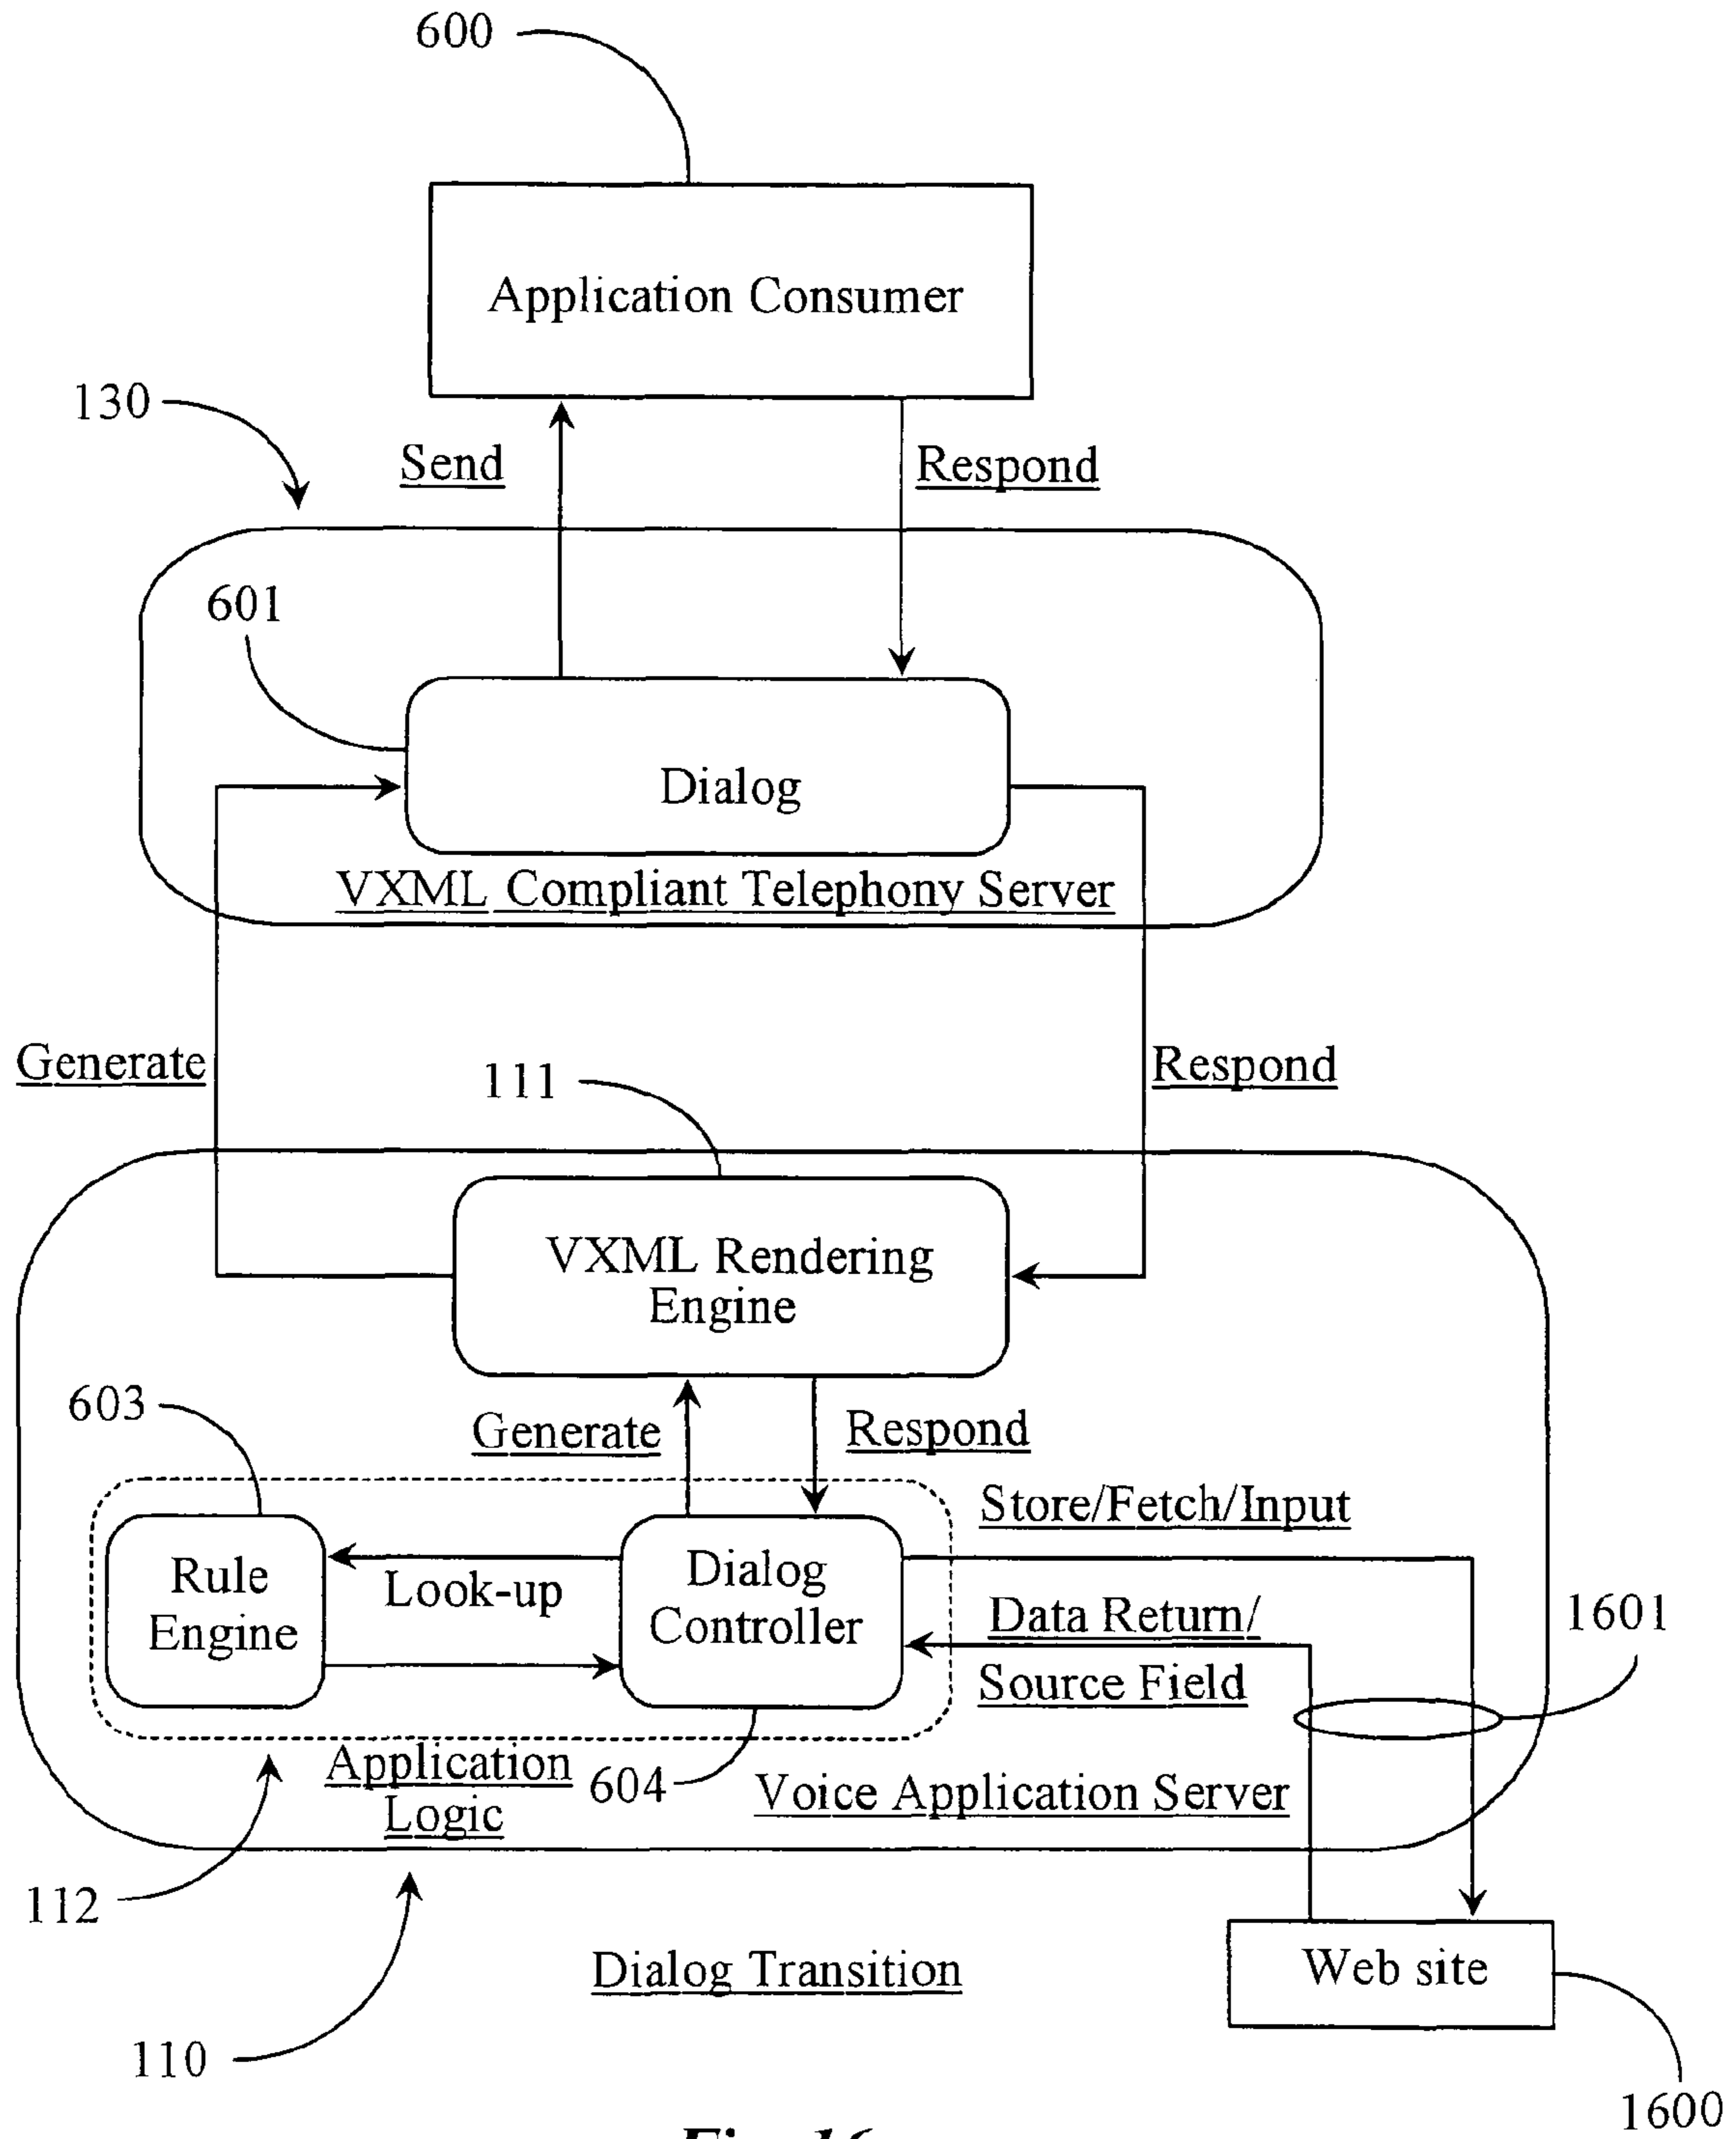 600
Application Consumer
130
Send
Respond
601
Dialog
VXML Compliant Telephony Server
Generate
Respond
111
VXML Rendering
Engine
603
Generate
Respond
Store/Fetch/Input
Rule
Engine
Look-up
Dialog
Controller
Data Return/
Source Field
1601
Application
Logic
604
Voice Application Server
112
Dialog Transition
Web site
110
1600